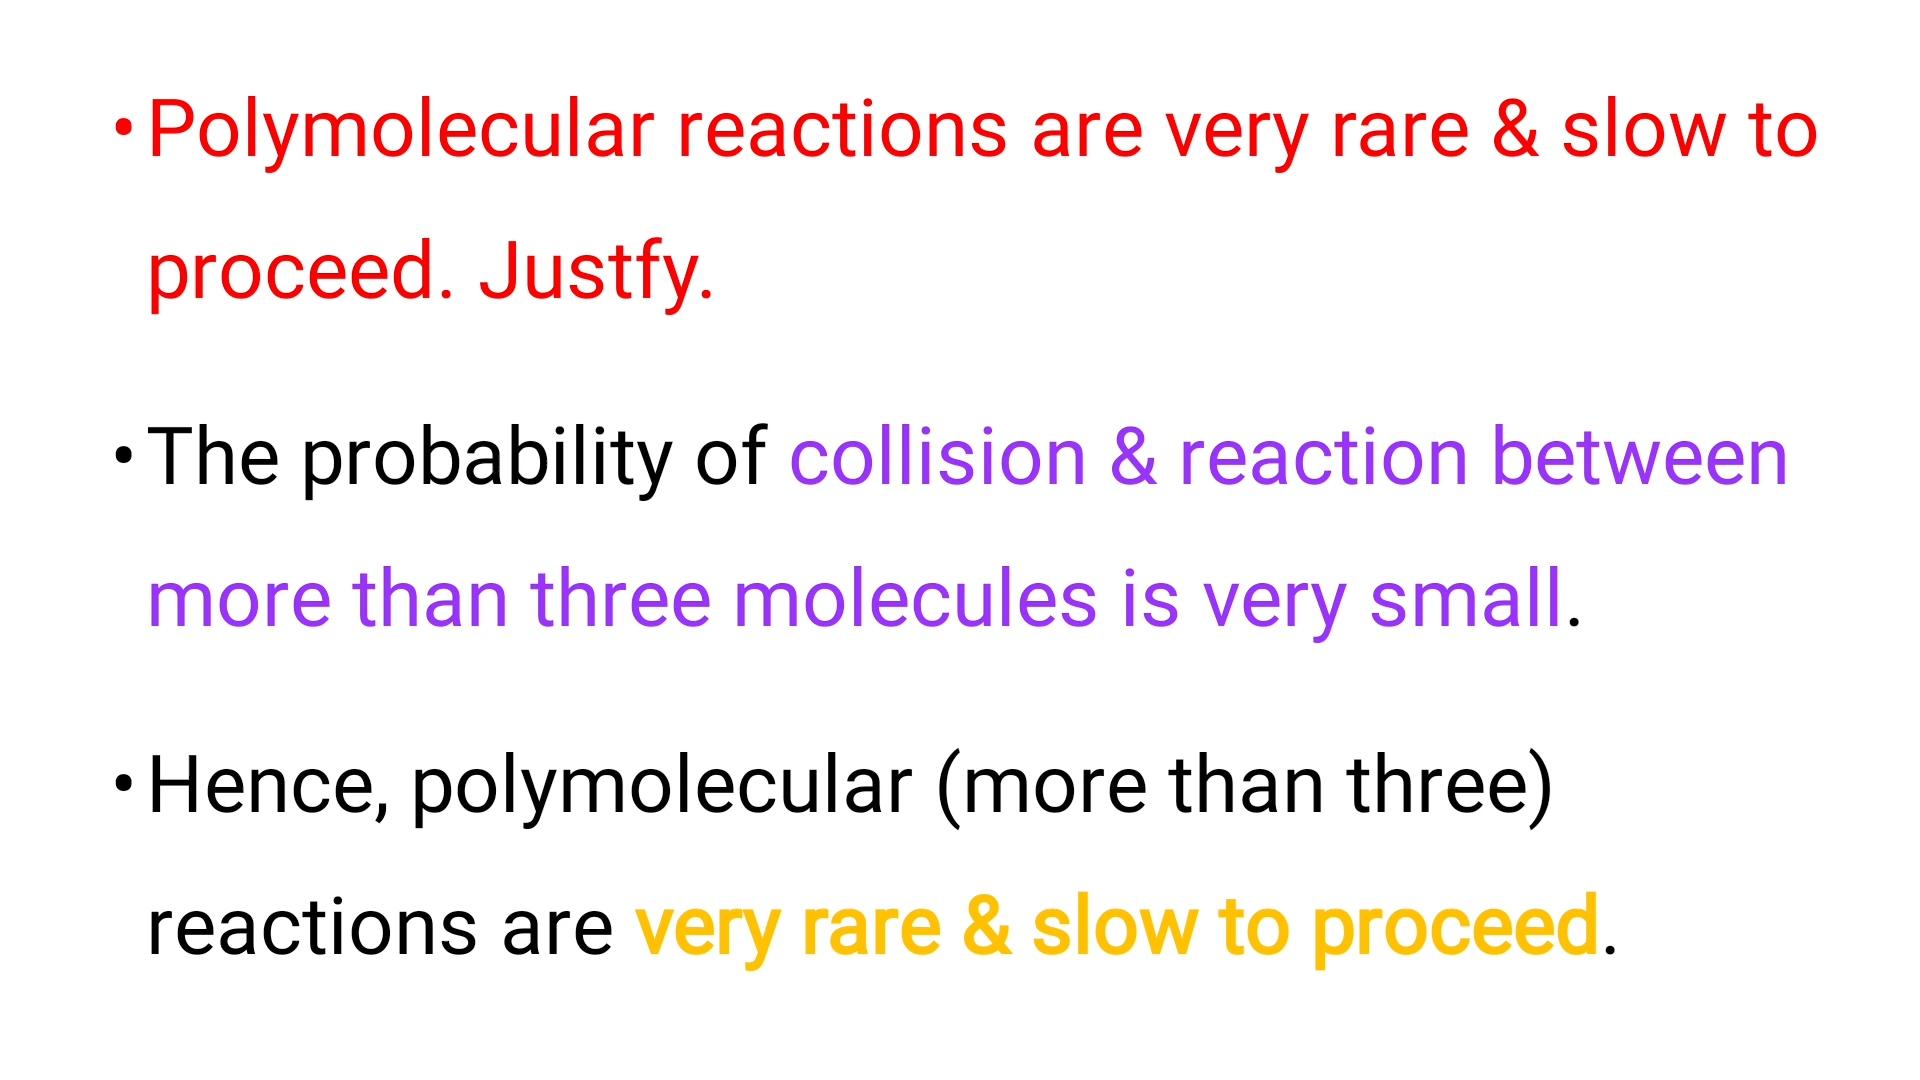 • Polymolecular reactions are very rare & slow to
proceed. Justfy.
• The probability of collision & reaction between
more than three molecules is very small.
• Hence, polymolecular (more than three)
reactions are very rare & slow to proceed.